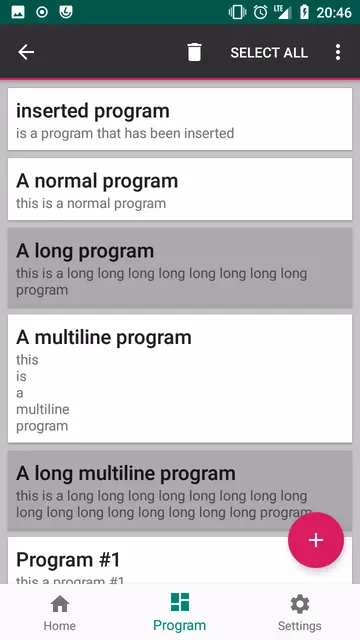 LTE
20:46
SELECT ALL
inserted program
is a program that has been inserted
A normal program
this is a normal program
A long program
this is a long long long long long long long long
program
A multiline program
this
is
a
multiline
program
A long multiline program
this is a long long long long long long long long
long long long long long long long long program
Program #1
this a program #1
Home
Program
Settings